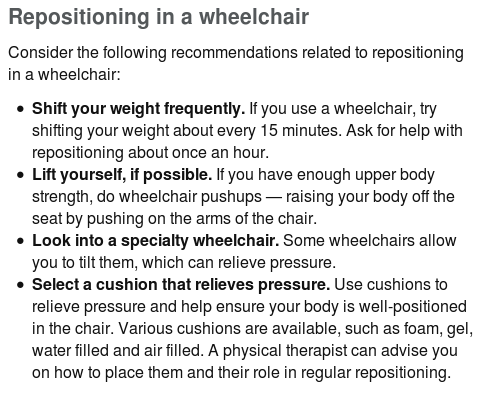 Repositioning in a wheelchair
Consider the following recommendations related to repositioning
in a wheelchair:
• Shift your weight frequently. If you use a wheelchair, try
shifting your weight about every 15 minutes. Ask for help with
repositioning about once an hour.
• Lift yourself, if possible. If you have enough upper body
strength, do wheelchair pushups — raising your body off the
seat by pushing on the arms of the chair.
• Look into a specialty wheelchair. Some wheelchairs allow
you to tilt them, which can relieve pressure.
• Select a cushion that relieves pressure. Use cushions to
relieve pressure and help ensure your body is well-positioned
in the chair. Various cushions are available, such as foam, gel,
water filled and air filled. A physical therapist can advise you
on how to place them and their role in regular repositioning.